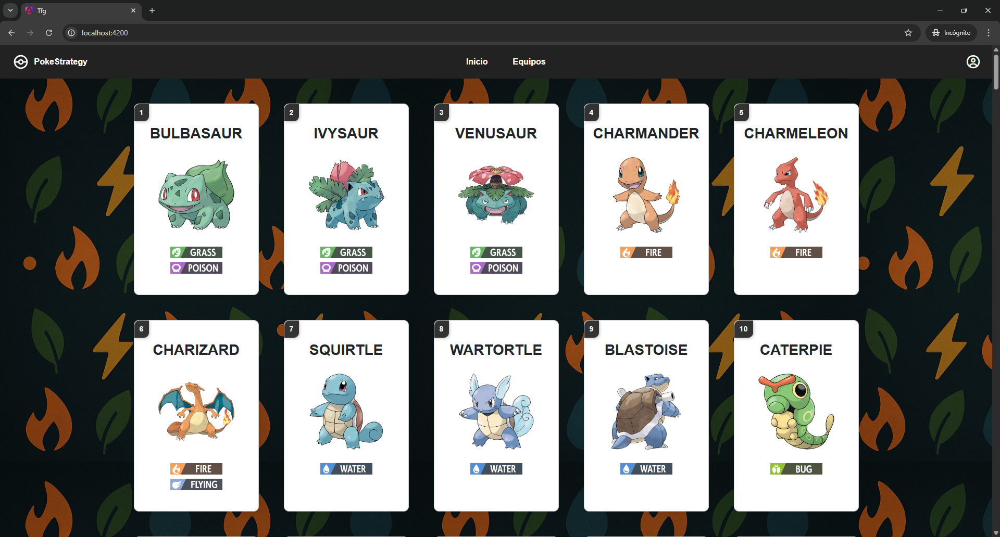 Tfg
localhost:4200
Incógnito
PokeStrategy
Inicio
Equipos
1
BULBASAUR
GRASS
POISON
2
IVYSAUR
GRASS
POISON
3
VENUSAUR
GRASS
POISON
4
CHARMANDER
FIRE
5
CHARMELEON
FIRE
6
CHARIZARD
FIRE
FLYING
7
SQUIRTLE
WATER
8
WARTORTLE
WATER
9
BLASTOISE
WATER
10
CATERPIE
BUG